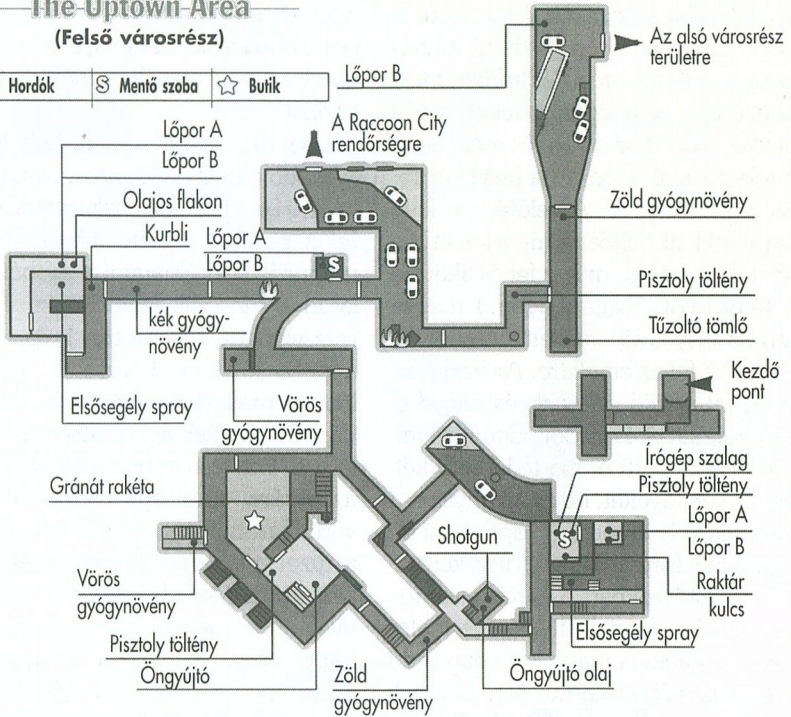 The Uptown Area
(Felső városrész)
Hordók
S Mentő szoba
Butik
Lőpor B
Az alsó városrész
területre
A Raccoon City
rendőrségre
Lőpor A
Lőpor B
Olajos flakon
Kurbli
Lőpor A
Lőpor B
S
Zöld gyógynövény
Pisztoly töltény
Tűzoltó tömlő
kék gyógy-
növény
Elsősegély spray
Vörös
gyógynövény
Kezdő
pont
Írógép szalag
Pisztoly töltény
Gránát rakéta
Shotgun
S
Lőpor A
Lőpor B
Raktár
kulcs
Vörös
gyógynövény
Elsősegély spray
Pisztoly töltény
Öngyújtó
Zöld
gyógynövény
Öngyújtó olaj